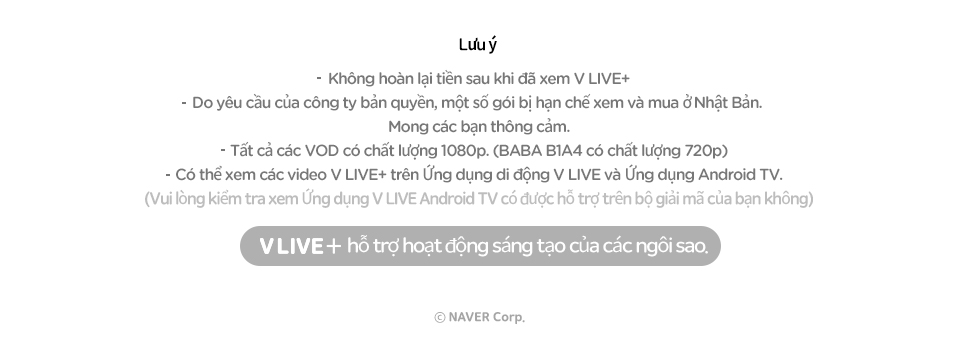 Lưu ý
- Không hoàn lại tiền sau khi đã xem V LIVE+
- Do yêu cầu của công ty bản quyền, một số gói bị hạn chế xem và mua ở Nhật Bản.
Mong các bạn thông cảm.
- Tất cả các VOD có chất lượng 1080p. (BABA B1A4 có chất lượng 720p)
- Có thể xem các video V LIVE+ trên Ứng dụng di động V LIVE và Ứng dụng Android TV.
(Vui lòng kiểm tra xem Ứng dụng V LIVE Android TV có được hỗ trợ trên bộ giải mã của bạn không)
V LIVE+ hỗ trợ hoạt động sáng tạo của các ngôi sao.
ⓒ NAVER Corp.